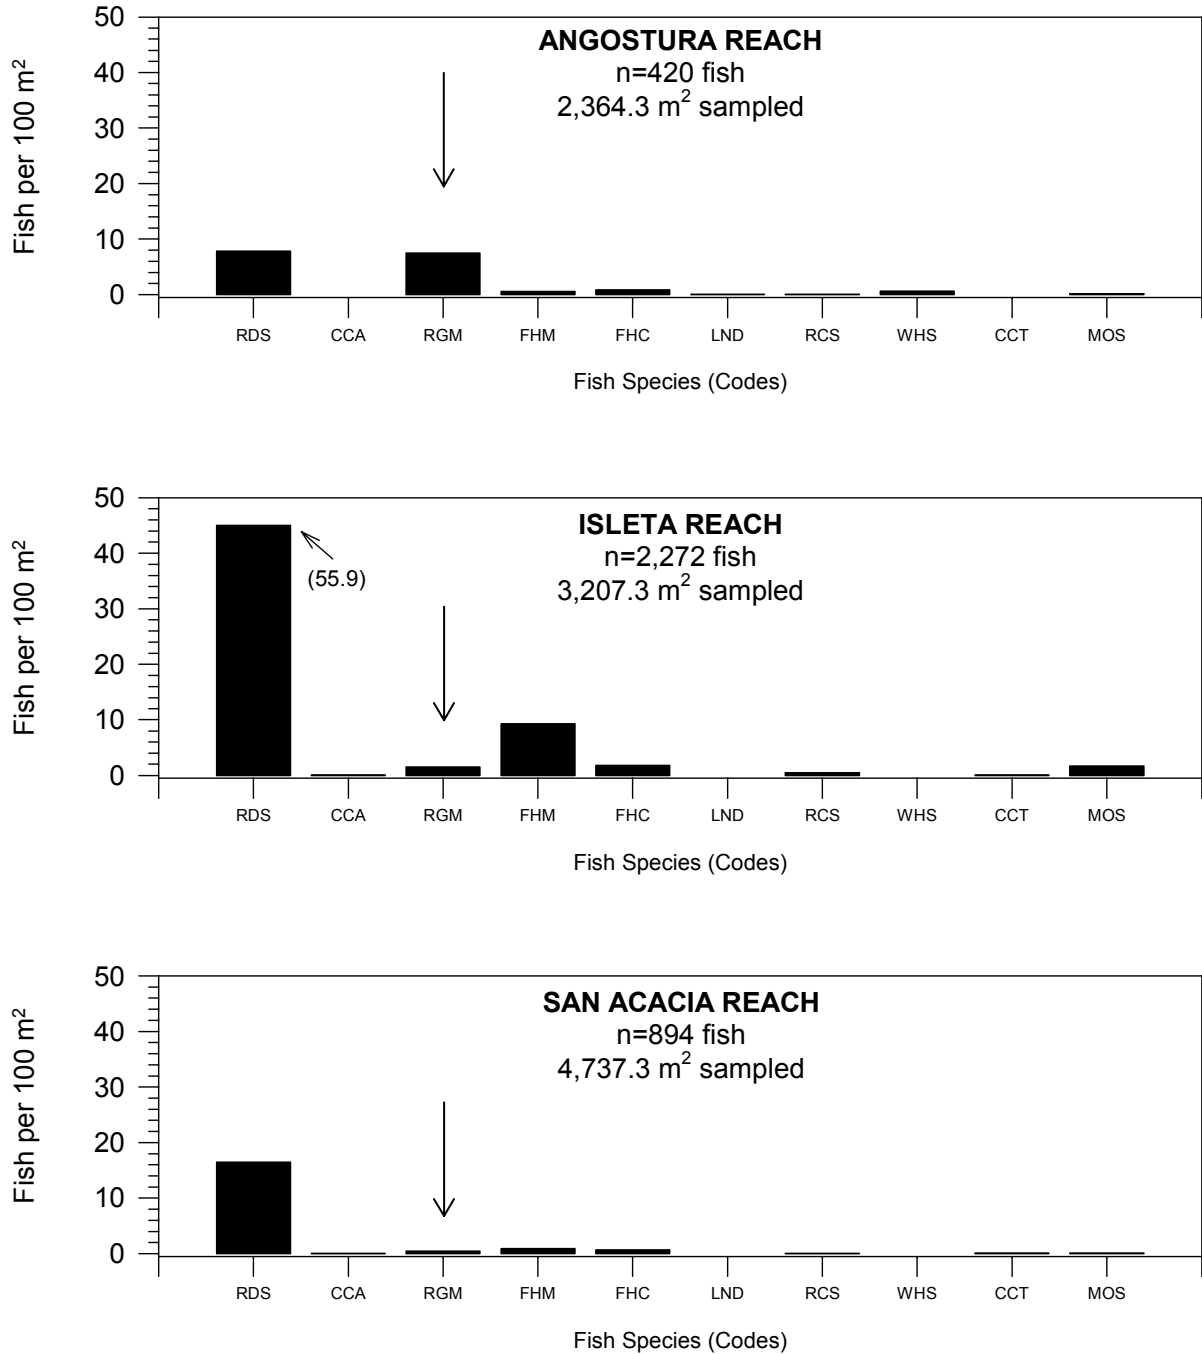 ANGOSTURA REACH
n=420 fish
2,364.3 m² sampled
Fish per 100 m²
50
40
30
20
10
0
RDS CCA RGM FHM FHC LND RCS WHS CCT MOS
Fish Species (Codes)
ISLETA REACH
n=2,272 fish
3,207.3 m² sampled
(55.9)
Fish per 100 m²
50
40
30
20
10
0
RDS CCA RGM FHM FHC LND RCS WHS CCT MOS
Fish Species (Codes)
SAN ACACIA REACH
n=894 fish
4,737.3 m² sampled
Fish per 100 m²
50
40
30
20
10
0
RDS CCA RGM FHM FHC LND RCS WHS CCT MOS
Fish Species (Codes)